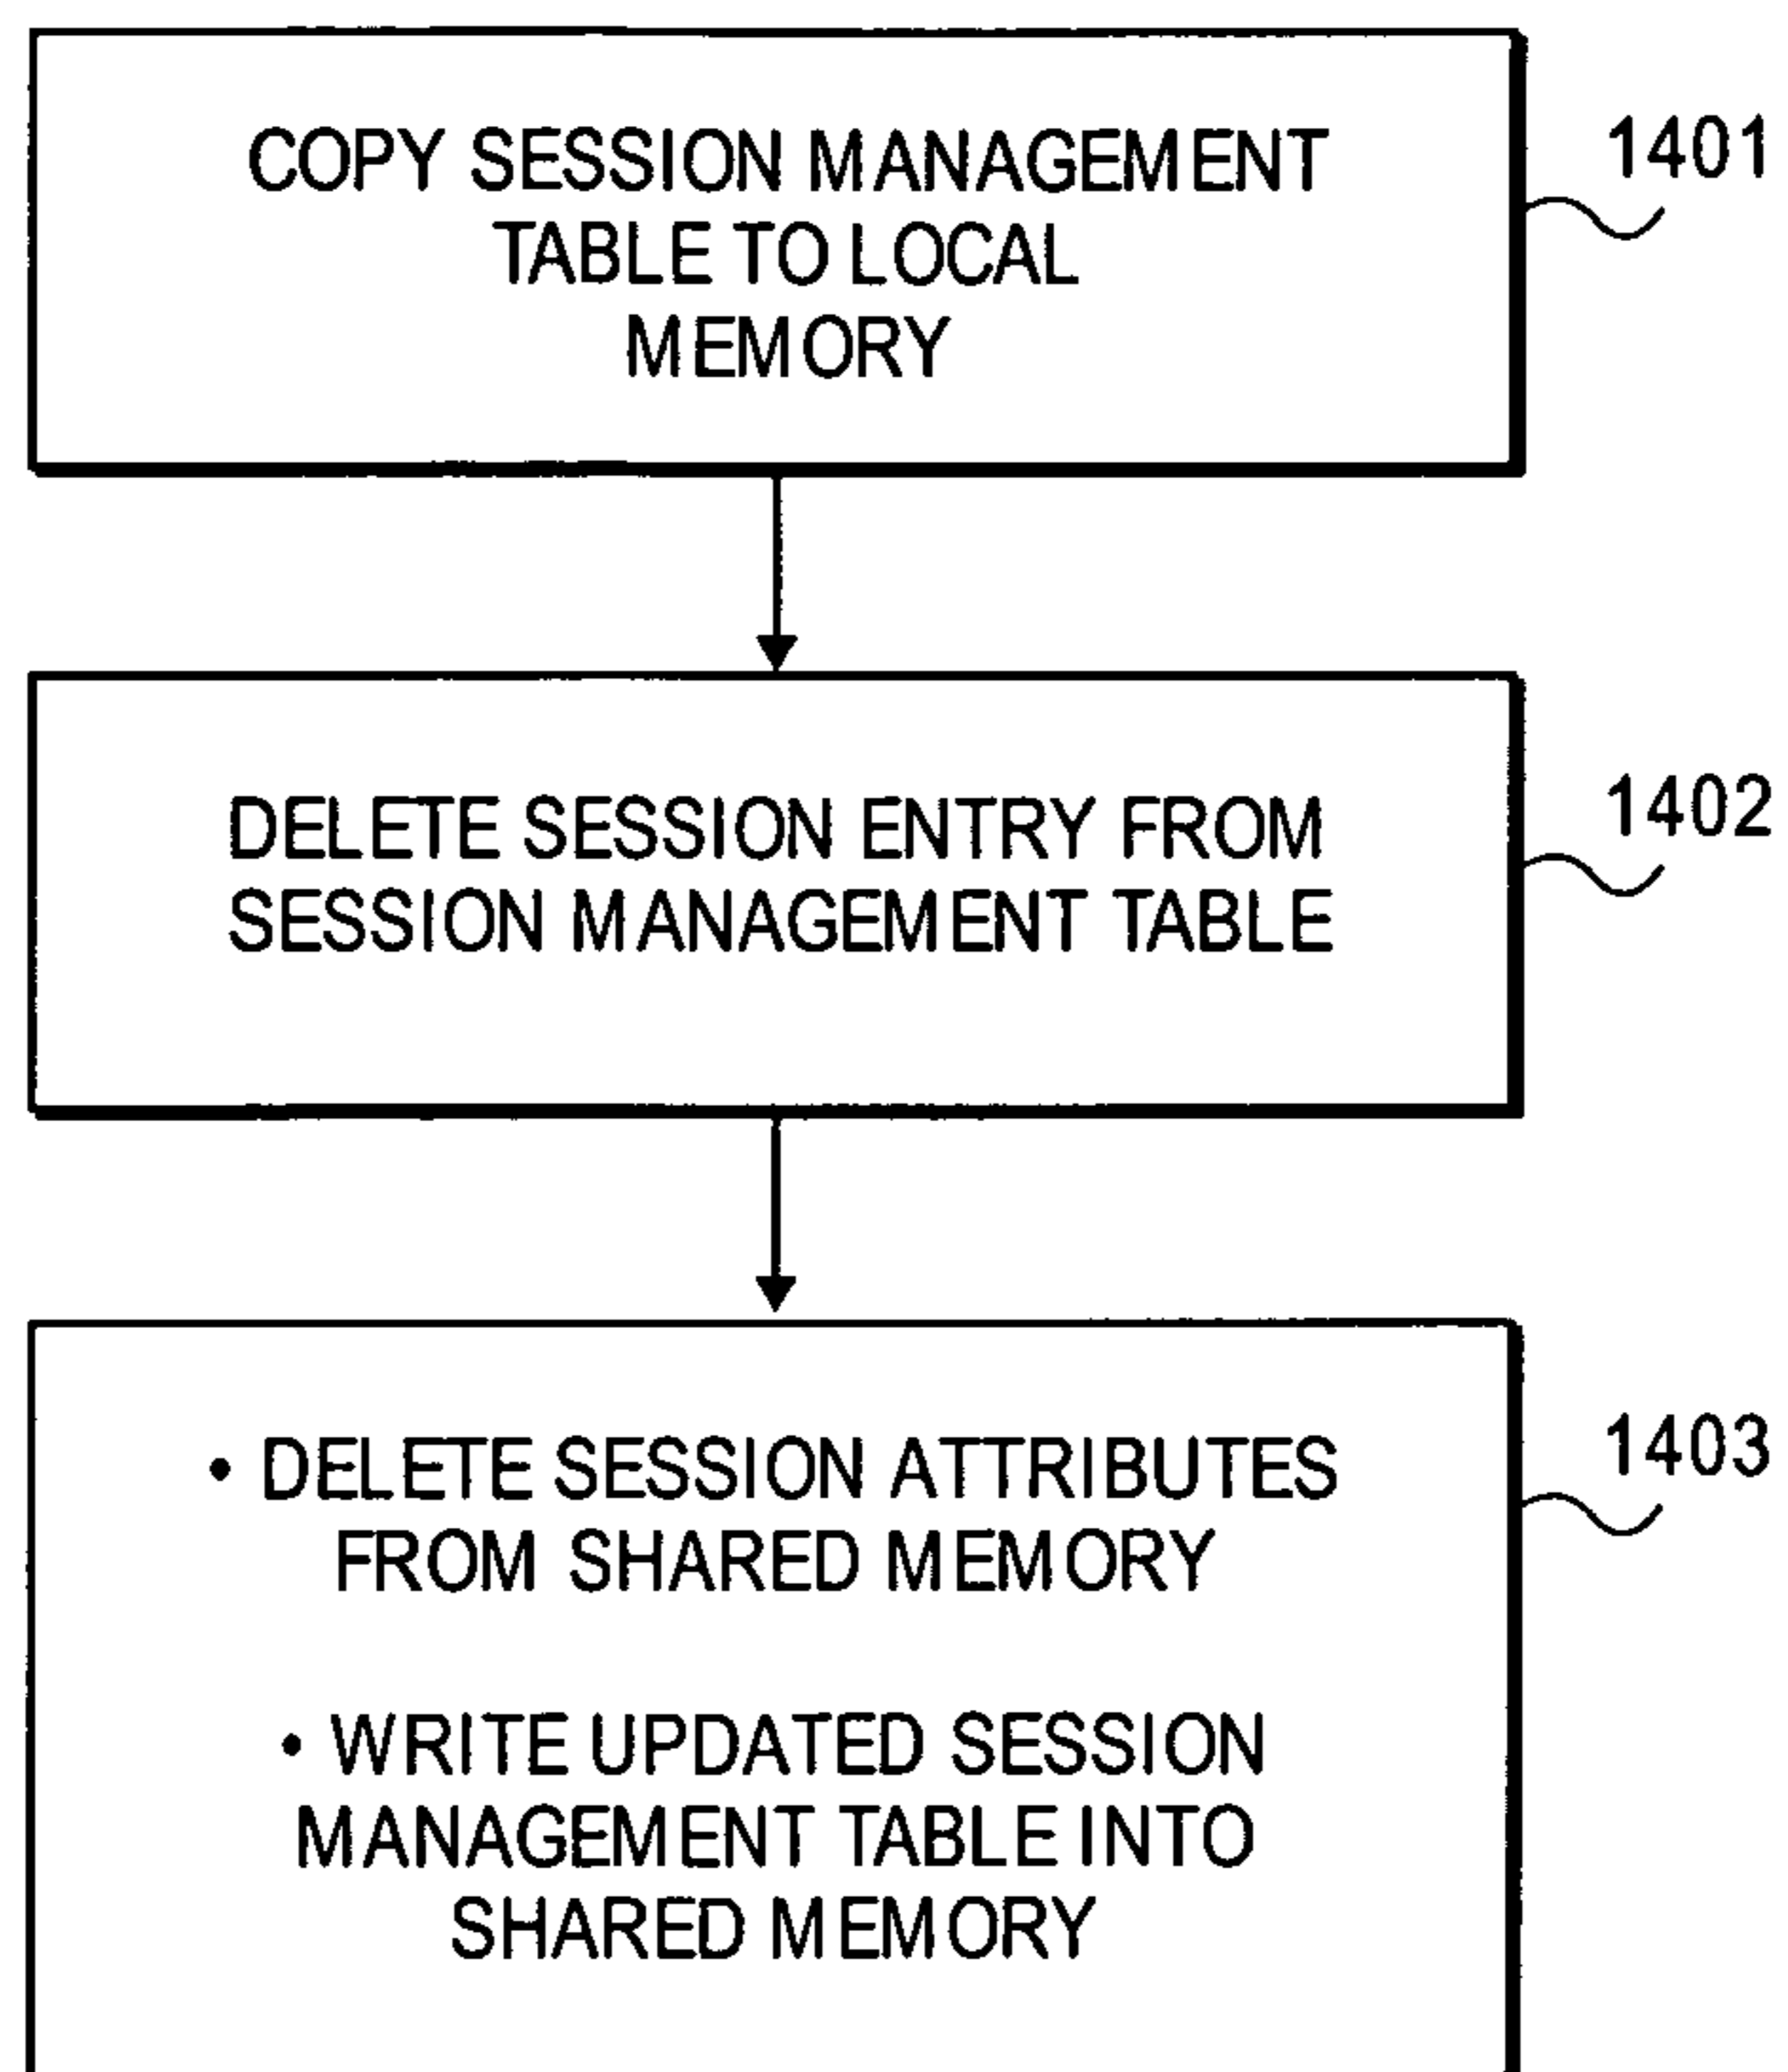 COPY SESSION MANAGEMENT
TABLE TO LOCAL
MEMORY
1401
DELETE SESSION ENTRY FROM
SESSION MANAGEMENT TABLE
1402
• DELETE SESSION ATTRIBUTES
FROM SHARED MEMORY
• WRITE UPDATED SESSION
MANAGEMENT TABLE INTO
SHARED MEMORY
1403